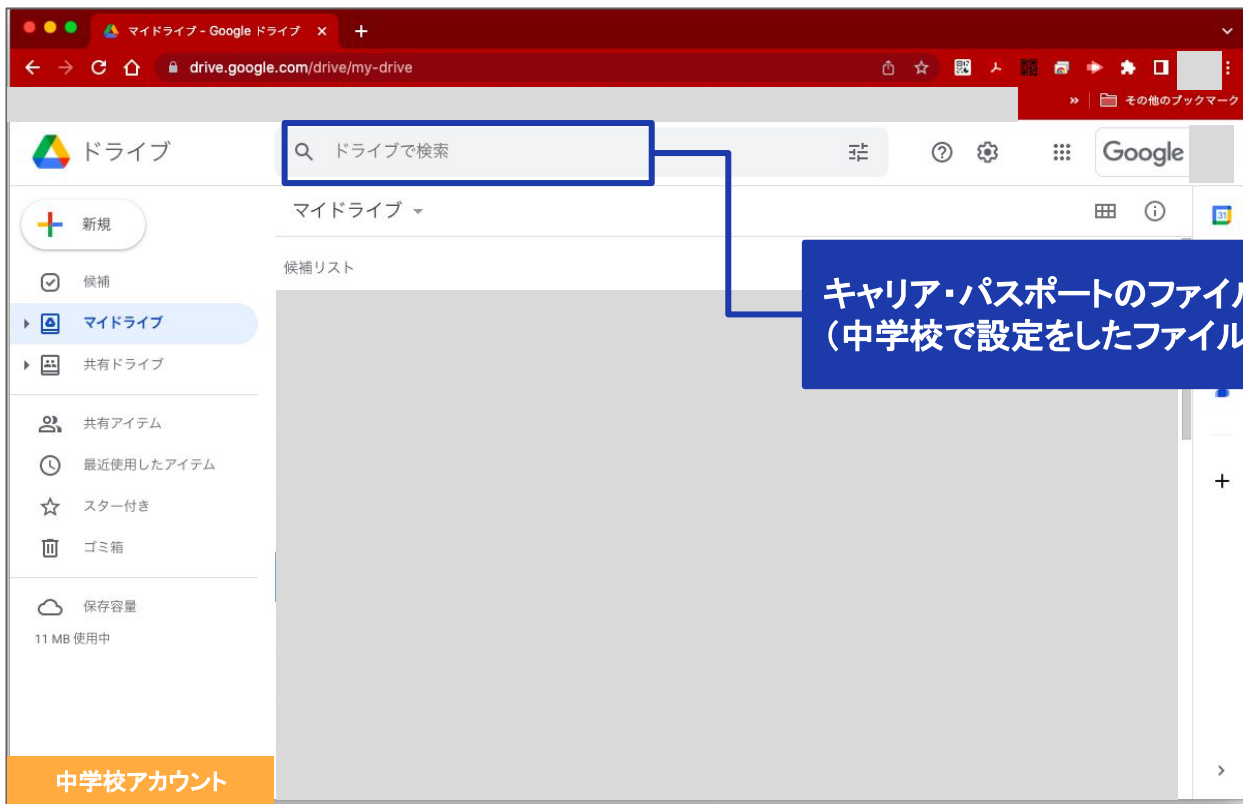 マイドライブ - Google ドライブ
drive.google.com/drive/my-drive
その他のブックマーク
ドライブ
ドライブで検索
Google
新規
マイドライブ
31
候補リスト
候補
マイドライブ
共有ドライブ
キャリア・パスポートのファイル
（中学校で設定をしたファイル
共有アイテム
最近使用したアイテム
スター付き
ゴミ箱
保存容量
11 MB 使用中
中学校アカウント